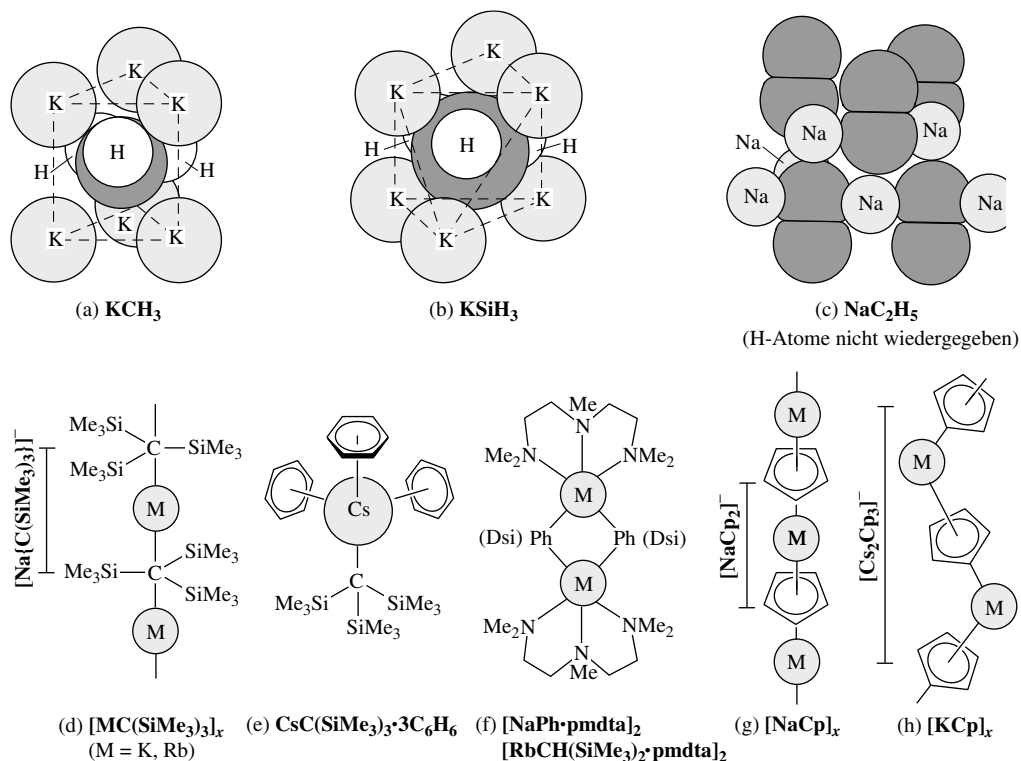 K
K
K
H
H
H
K
K
K
(a) KCH₃
K
K
K
H
H
H
K
K
K
(b) KSiH₃
Na
Na
Na
Na
Na
Na
(c) NaC₂H₅
(H-Atome nicht wiedergegeben)
[Na{C(SiMe₃)₃}]⁻
Me₃Si
C
SiMe₃
Me₃Si
M
SiMe₃
Me₃Si
C
SiMe₃
M
(d) [MC(SiMe₃)₃]ₓ
(M = K, Rb)
Cs
C
Me₃Si
SiMe₃
SiMe₃
(e) CsC(SiMe₃)₃•3C₆H₆
Me
N
Me₂N
NMe₂
M
(Dsi) Ph
Ph (Dsi)
M
Me₂N
NMe₂
N
Me
(f) [NaPh•pmdta]₂
[RbCH(SiMe₃)₂•pmdta]₂
M
[NaCp₂]⁻
M
M
(g) [NaCp]ₓ
[Cs₂Cp₃]⁻
M
M
(h) [KCp]ₓ